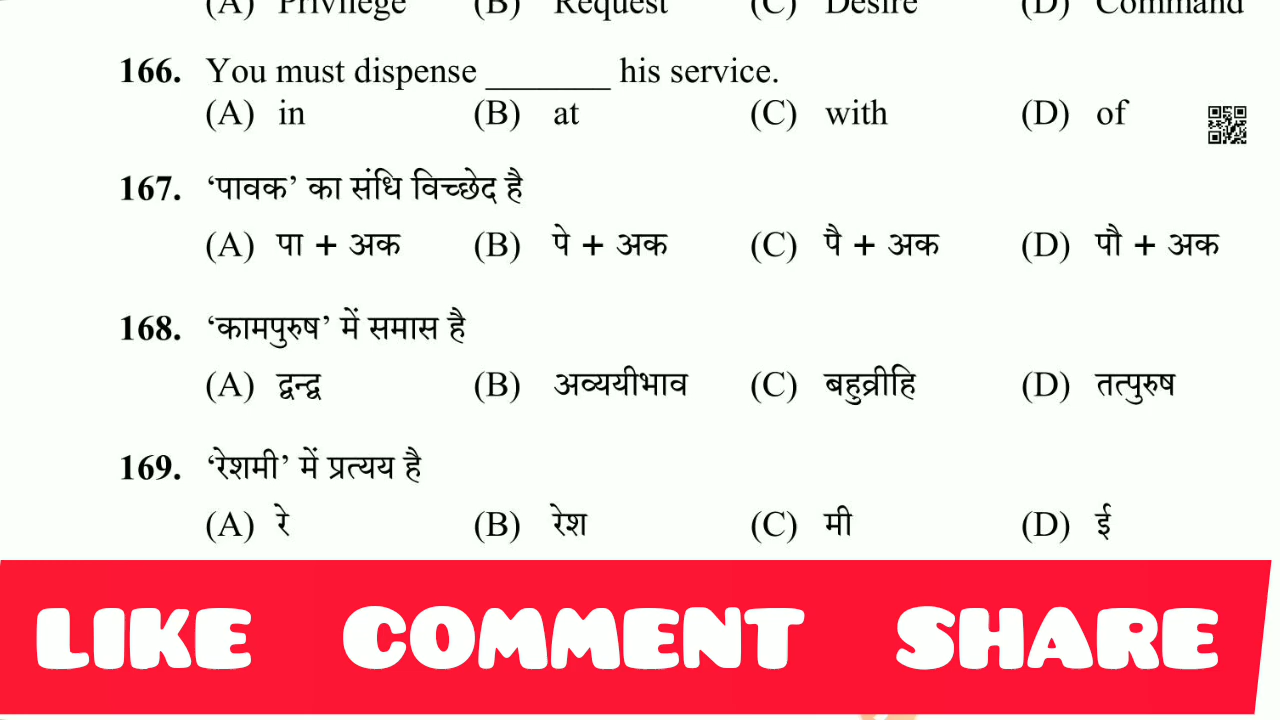 (A) Privilege (B) Request (C) Desire (D) Command
166. You must dispense _______ his service.
(A) in (B) at (C) with (D) of
167. ‘पावक’ का संधि विच्छेद है
(A) पा + अक (B) पे + अक (C) पै + अक (D) पौ + अक
168. ‘कामपुरुष’ में समास है
(A) द्वन्द्व (B) अव्ययीभाव (C) बहुव्रीहि (D) तत्पुरुष
169. ‘रेशमी’ में प्रत्यय है
(A) रे (B) रेश (C) मी (D) ई
LIKE COMMENT SHARE